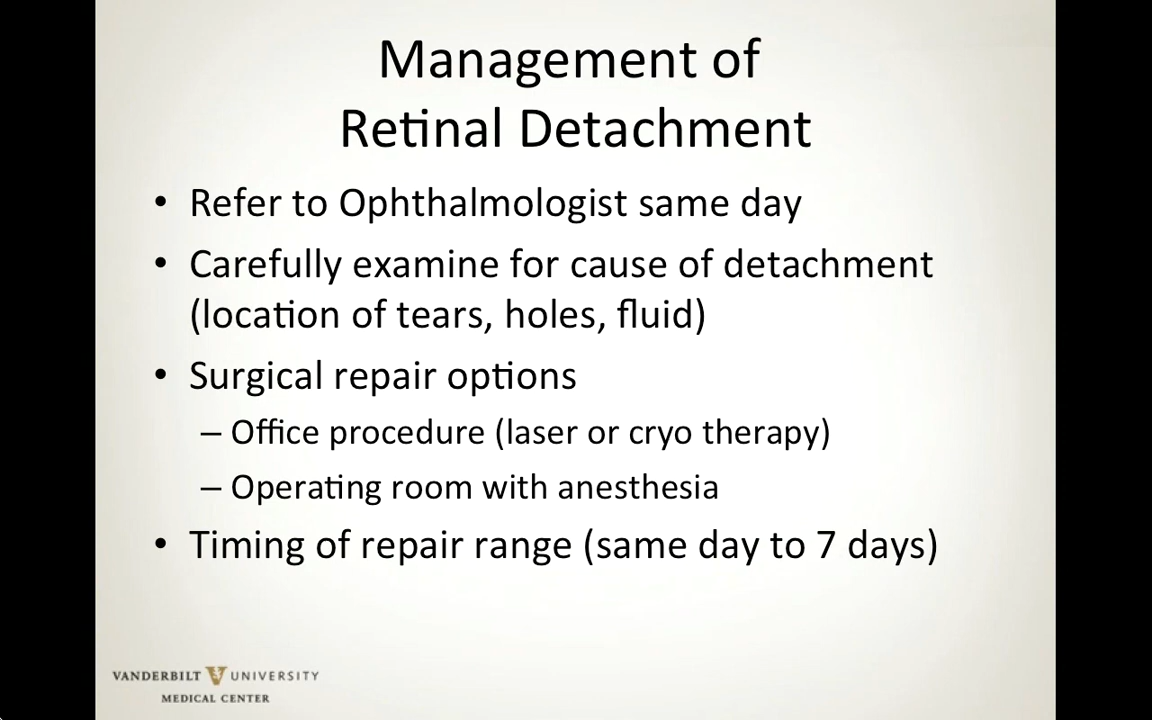 Management of
Retinal Detachment
• Refer to Ophthalmologist same day
• Carefully examine for cause of detachment
(location of tears, holes, fluid)
• Surgical repair options
– Office procedure (laser or cryo therapy)
– Operating room with anesthesia
• Timing of repair range (same day to 7 days)
VANDERBILT UNIVERSITY
MEDICAL CENTER